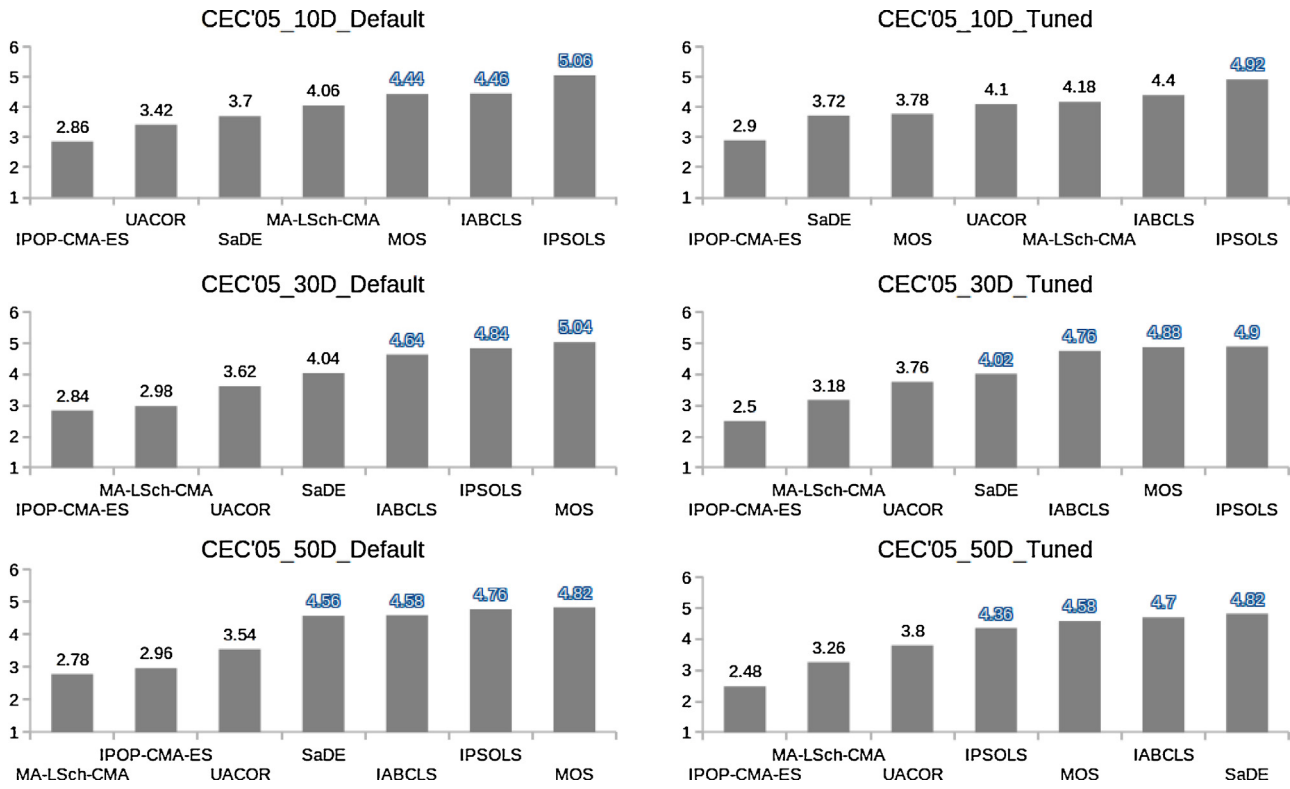 CEC'05_10D_Default
6
5
4
3
2
1
2.86
3.42
3.7
4.06
4.44
4.46
5.06
IPOP-CMA-ES
UACOR
SaDE
MA-LSch-CMA
MOS
IABCLS
IPSOLS
CEC'05_10D_Tuned
6
5
4
3
2
1
2.9
3.72
3.78
4.1
4.18
4.4
4.92
IPOP-CMA-ES
SaDE
MOS
UACOR
MA-LSch-CMA
IABCLS
IPSOLS
CEC'05_30D_Default
6
5
4
3
2
1
2.84
2.98
3.62
4.04
4.64
4.84
5.04
IPOP-CMA-ES
MA-LSch-CMA
UACOR
SaDE
IABCLS
IPSOLS
MOS
CEC'05_30D_Tuned
6
5
4
3
2
1
2.5
3.18
3.76
4.02
4.76
4.88
4.9
IPOP-CMA-ES
MA-LSch-CMA
UACOR
SaDE
IABCLS
MOS
IPSOLS
CEC'05_50D_Default
6
5
4
3
2
1
2.78
2.96
3.54
4.56
4.58
4.76
4.82
MA-LSch-CMA
IPOP-CMA-ES
UACOR
SaDE
IABCLS
IPSOLS
MOS
CEC'05_50D_Tuned
6
5
4
3
2
1
2.48
3.26
3.8
4.36
4.58
4.7
4.82
IPOP-CMA-ES
MA-LSch-CMA
UACOR
IPSOLS
MOS
IABCLS
SaDE